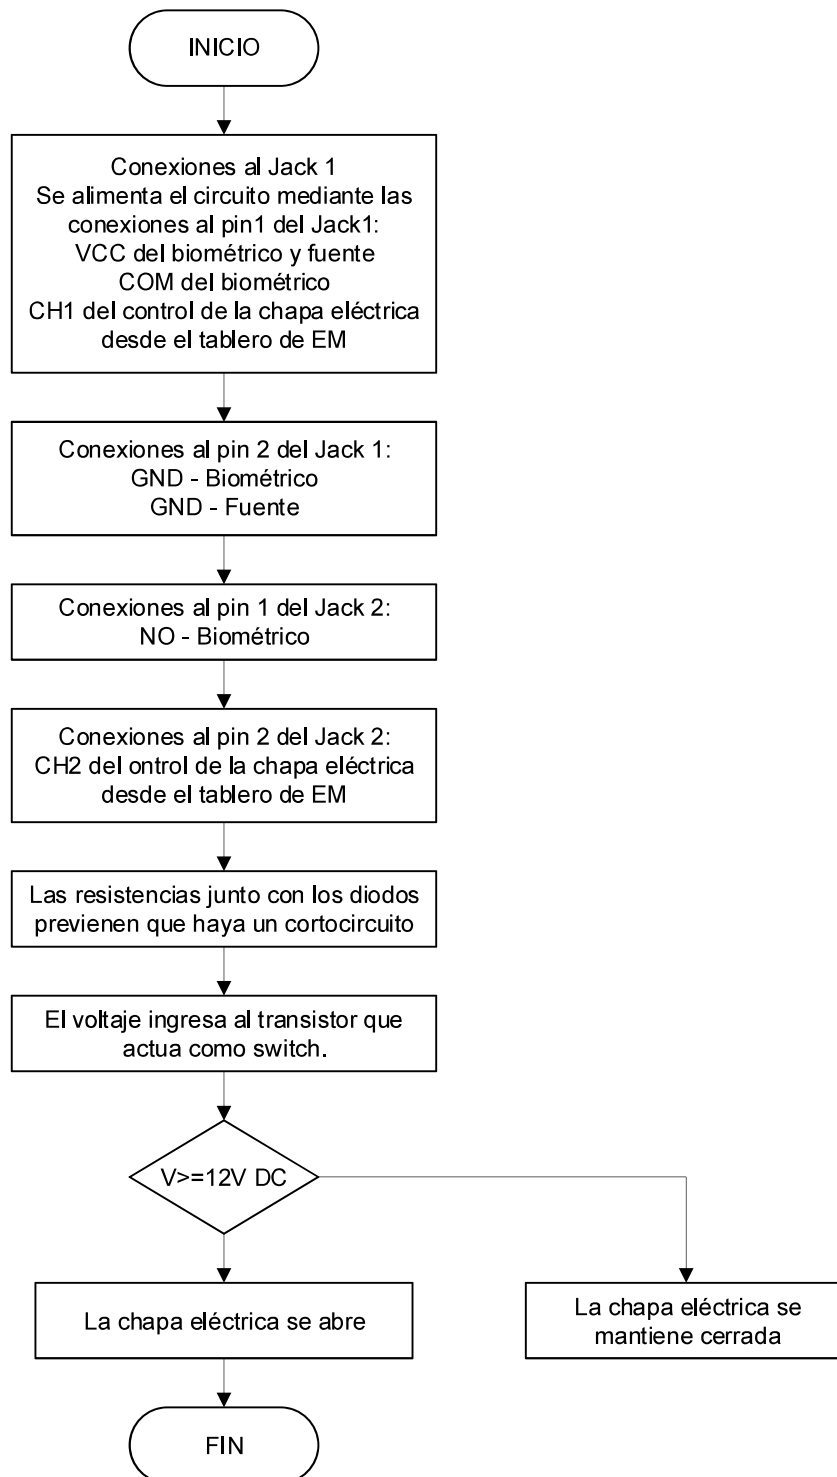 INICIO
Conexiones al Jack 1
Se alimenta el circuito mediante las
conexiones al pin1 del Jack1:
VCC del biométrico y fuente
COM del biométrico
CH1 del control de la chapa eléctrica
desde el tablero de EM
Conexiones al pin 2 del Jack 1:
GND - Biométrico
GND - Fuente
Conexiones al pin 1 del Jack 2:
NO - Biométrico
Conexiones al pin 2 del Jack 2:
CH2 del ontrol de la chapa eléctrica
desde el tablero de EM
Las resistencias junto con los diodos
previenen que haya un cortocircuito
El voltaje ingresa al transistor que
actua como switch.
V>=12V DC
La chapa eléctrica se abre
La chapa eléctrica se
mantiene cerrada
FIN